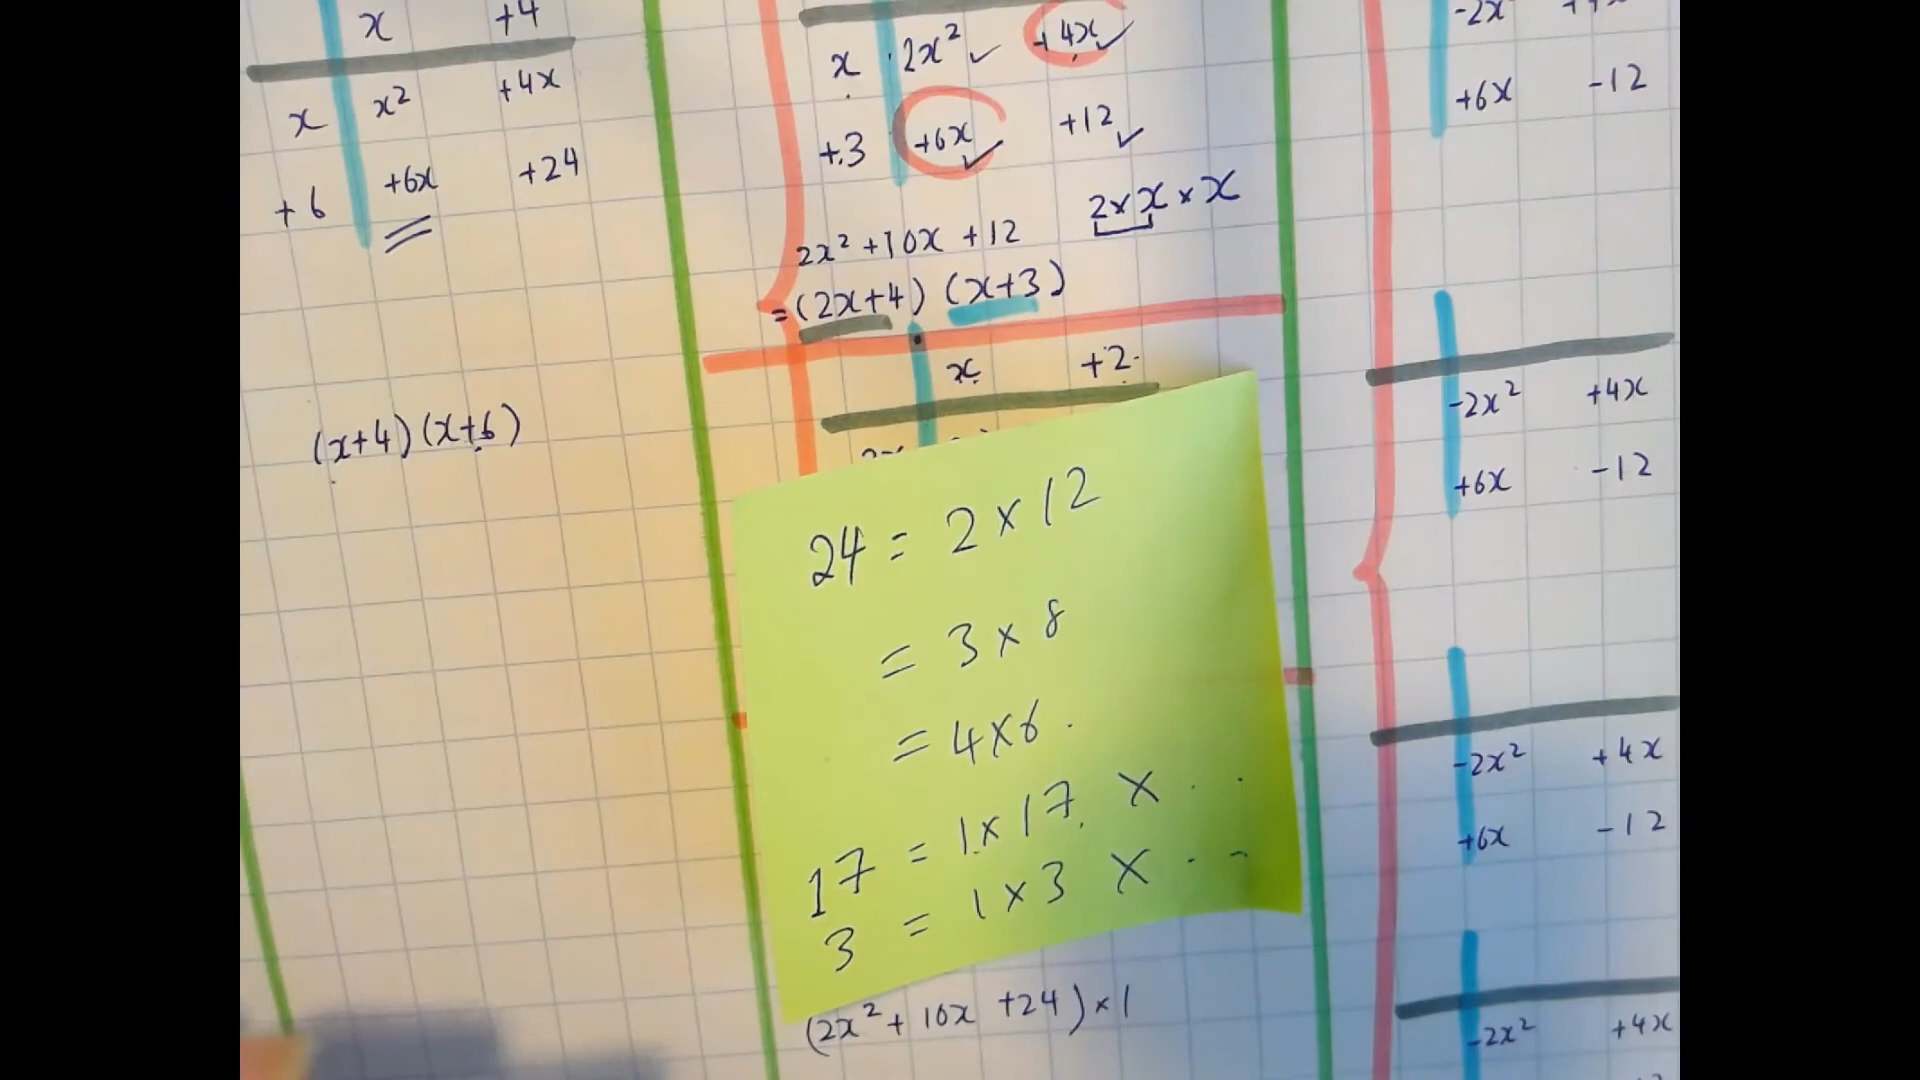 x +4
x x² +4x
+6 +6x +24
(x+4)(x+6)
x 2x² ✓ +4x ✓
+3 +6x ✓ +12 ✓
2×x×x
2x²+10x+12
=(2x+4) (x+3)
x +2
24 = 2×12
= 3×8
= 4×6.
17 = 1×17, X . .
3 = 1×3 X . .
(2x²+10x+24)×1
-2x²
+6x -12
-2x² +4x
+6x -12
-2x² +4x
+6x -12
-2x² +4x